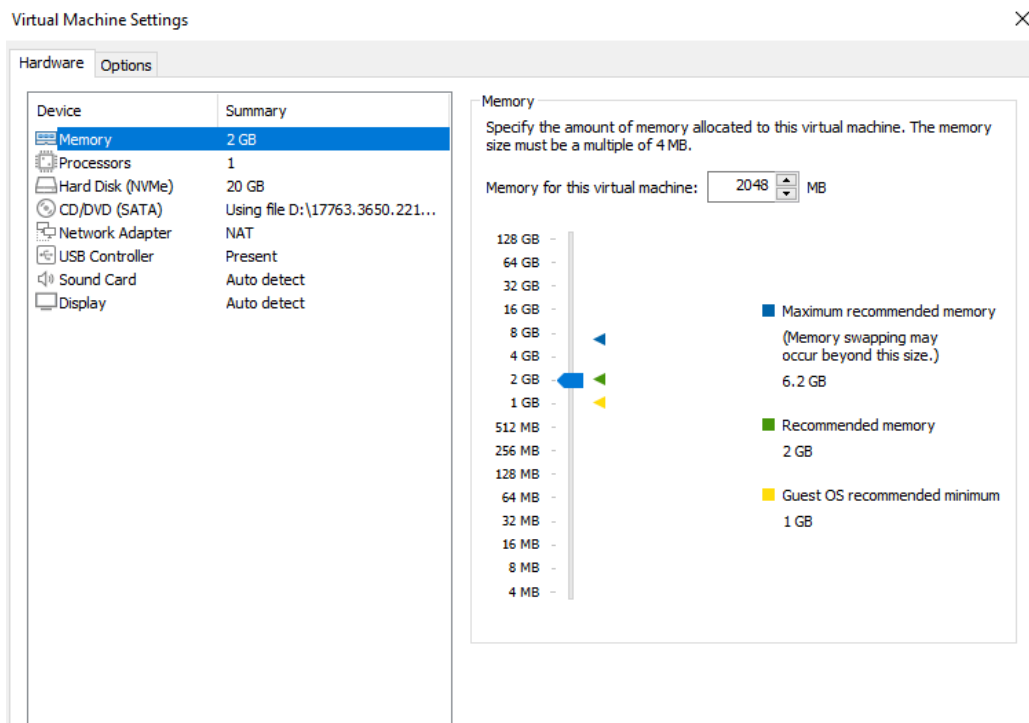 Virtual Machine Settings
Hardware Options
Device Summary
Memory 2 GB
Processors 1
Hard Disk (NVMe) 20 GB
CD/DVD (SATA) Using file D:\17763.3650.221...
Network Adapter NAT
USB Controller Present
Sound Card Auto detect
Display Auto detect
Memory
Specify the amount of memory allocated to this virtual machine. The memory
size must be a multiple of 4 MB.
Memory for this virtual machine: 2048 MB
128 GB
64 GB
32 GB
16 GB
8 GB
4 GB
2 GB
1 GB
512 MB
256 MB
128 MB
64 MB
32 MB
16 MB
8 MB
4 MB
Maximum recommended memory
(Memory swapping may
occur beyond this size.)
6.2 GB
Recommended memory
2 GB
Guest OS recommended minimum
1 GB